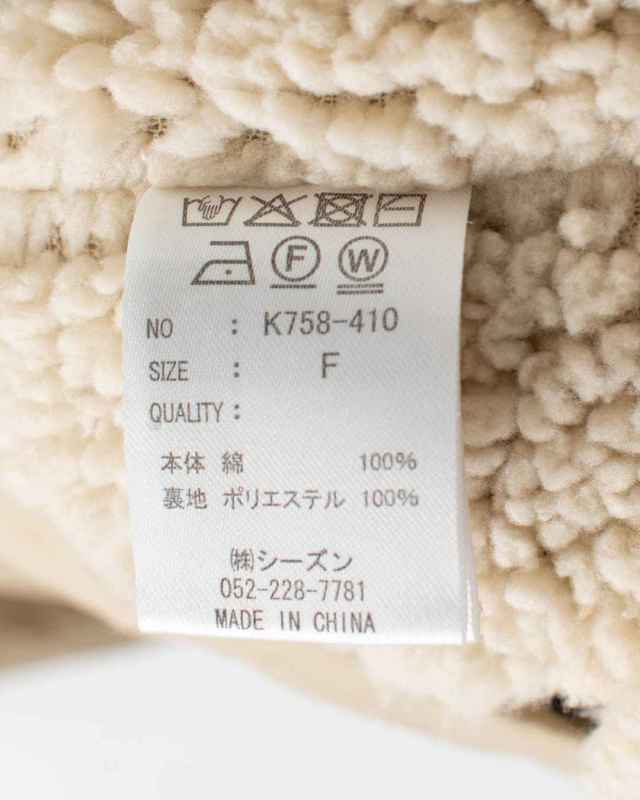 F W
NO : K758-410
SIZE : F
QUALITY :
本体 綿 100%
裏地 ポリエステル 100%
㈱シーズン
052-228-7781
MADE IN CHINA